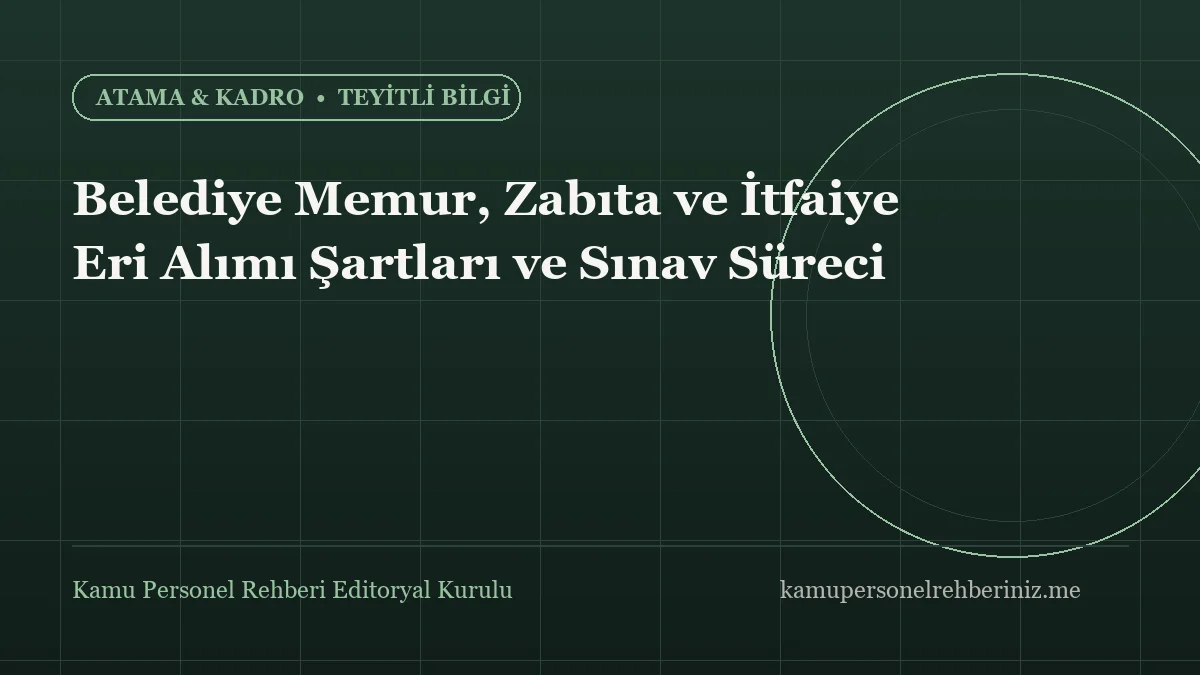 ATAMA & KADRO • TEYİTLİ BİLGİ
Belediye Memur, Zabıta ve İtfaiye
Eri Alımı Şartları ve Sınav Süreci
Kamu Personel Rehberi Editoryal Kurulu
kamupersonelrehberiniz.me